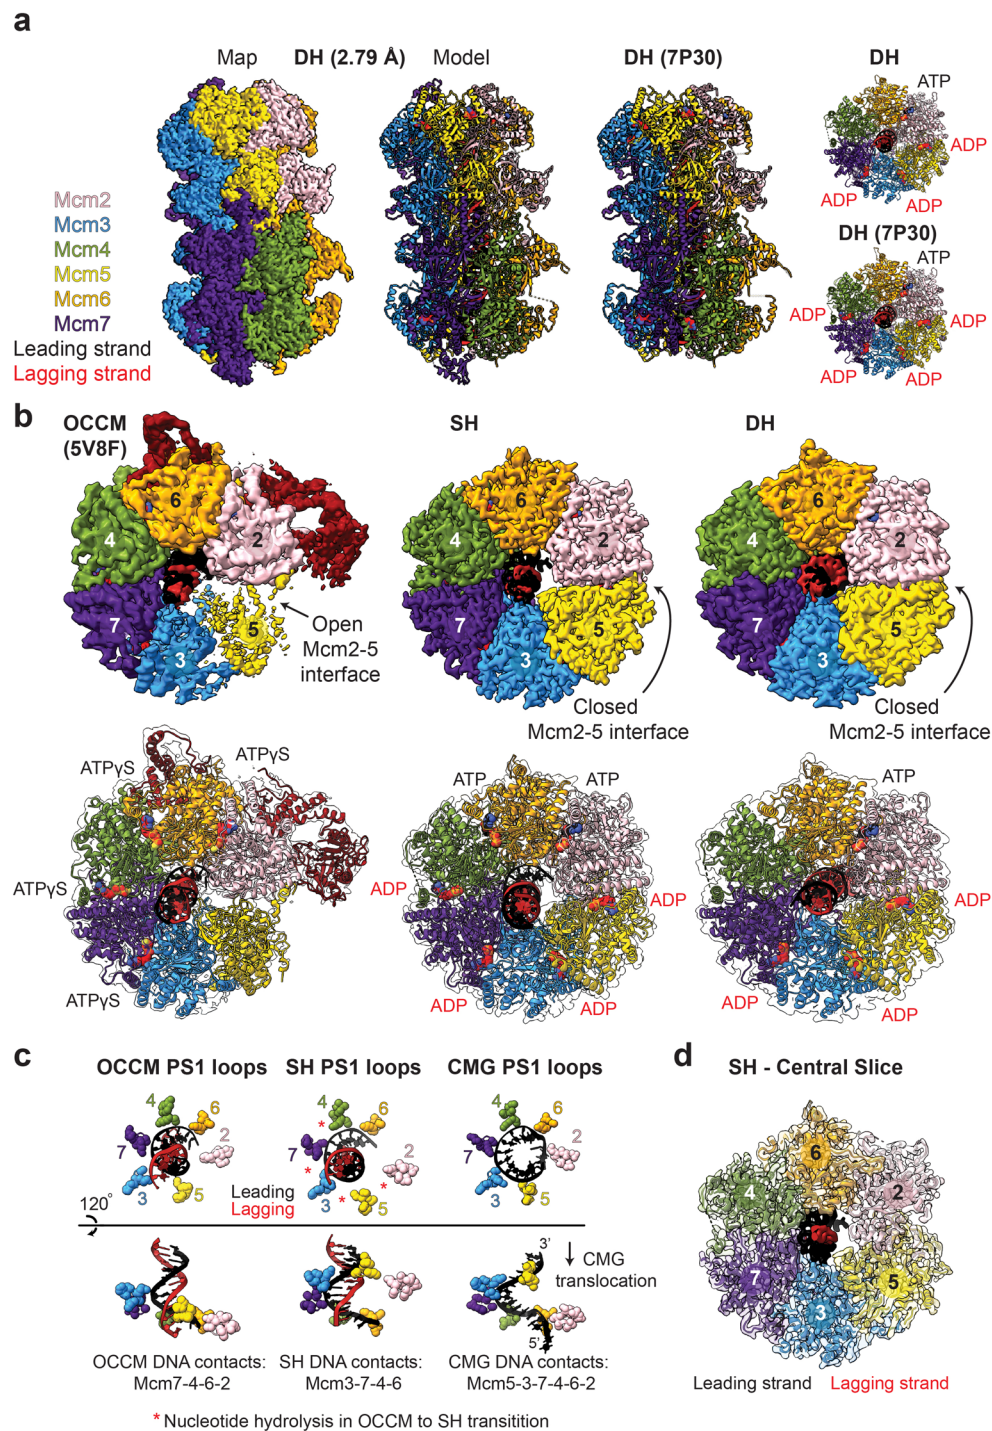 a
Map
DH (2.79 Å)
Model
DH (7P30)
DH
ATP
ADP
ADP
ADP
DH (7P30)
ATP
ADP
ADP
ADP
ADP
Mcm2
Mcm3
Mcm4
Mcm5
Mcm6
Mcm7
Leading strand
Lagging strand
b
OCCM
(5V8F)
SH
DH
6
4
2
7
5
3
Open
Mcm2-5
interface
6
4
2
7
5
3
Closed
Mcm2-5 interface
6
4
2
7
5
3
Closed
Mcm2-5 interface
ATPγS
ATPγS
ATPγS
ATPγS
ATP
ATP
ADP
ADP
ADP
ADP
ATP
ADP
ADP
ADP
c
OCCM PS1 loops
SH PS1 loops
CMG PS1 loops
4
6
7
2
3
5
4
6
*
7
2
*
*
3
*
5
Leading
Lagging
4
6
7
2
3
5
120°
3’
CMG
translocation
5’
OCCM DNA contacts:
Mcm7-4-6-2
SH DNA contacts:
Mcm3-7-4-6
CMG DNA contacts:
Mcm5-3-7-4-6-2
* Nucleotide hydrolysis in OCCM to SH transitition
d
SH - Central Slice
6
4
2
7
5
3
Leading strand
Lagging strand